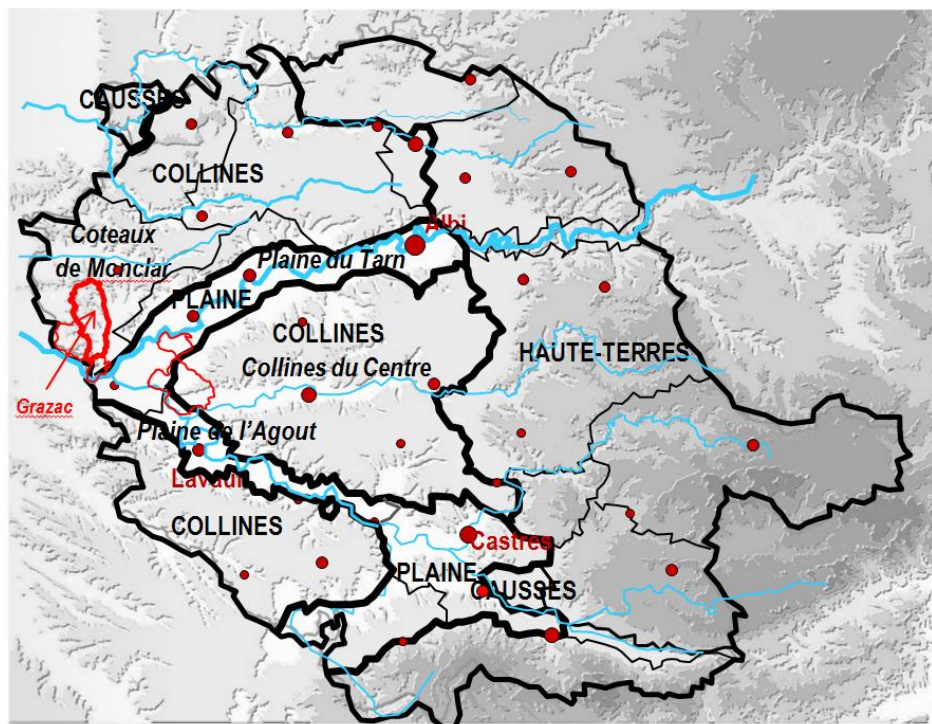 CAUSSES
COLLINES
Coteaux
de Monclar
Albi
Plaine du Tarn
PLAINE
COLLINES
Collines du Centre
HAUTE-TERRES
Grazac
Plaine de l’Agout
Lavaur
COLLINES
Castres
PLAINE
CAUSSES